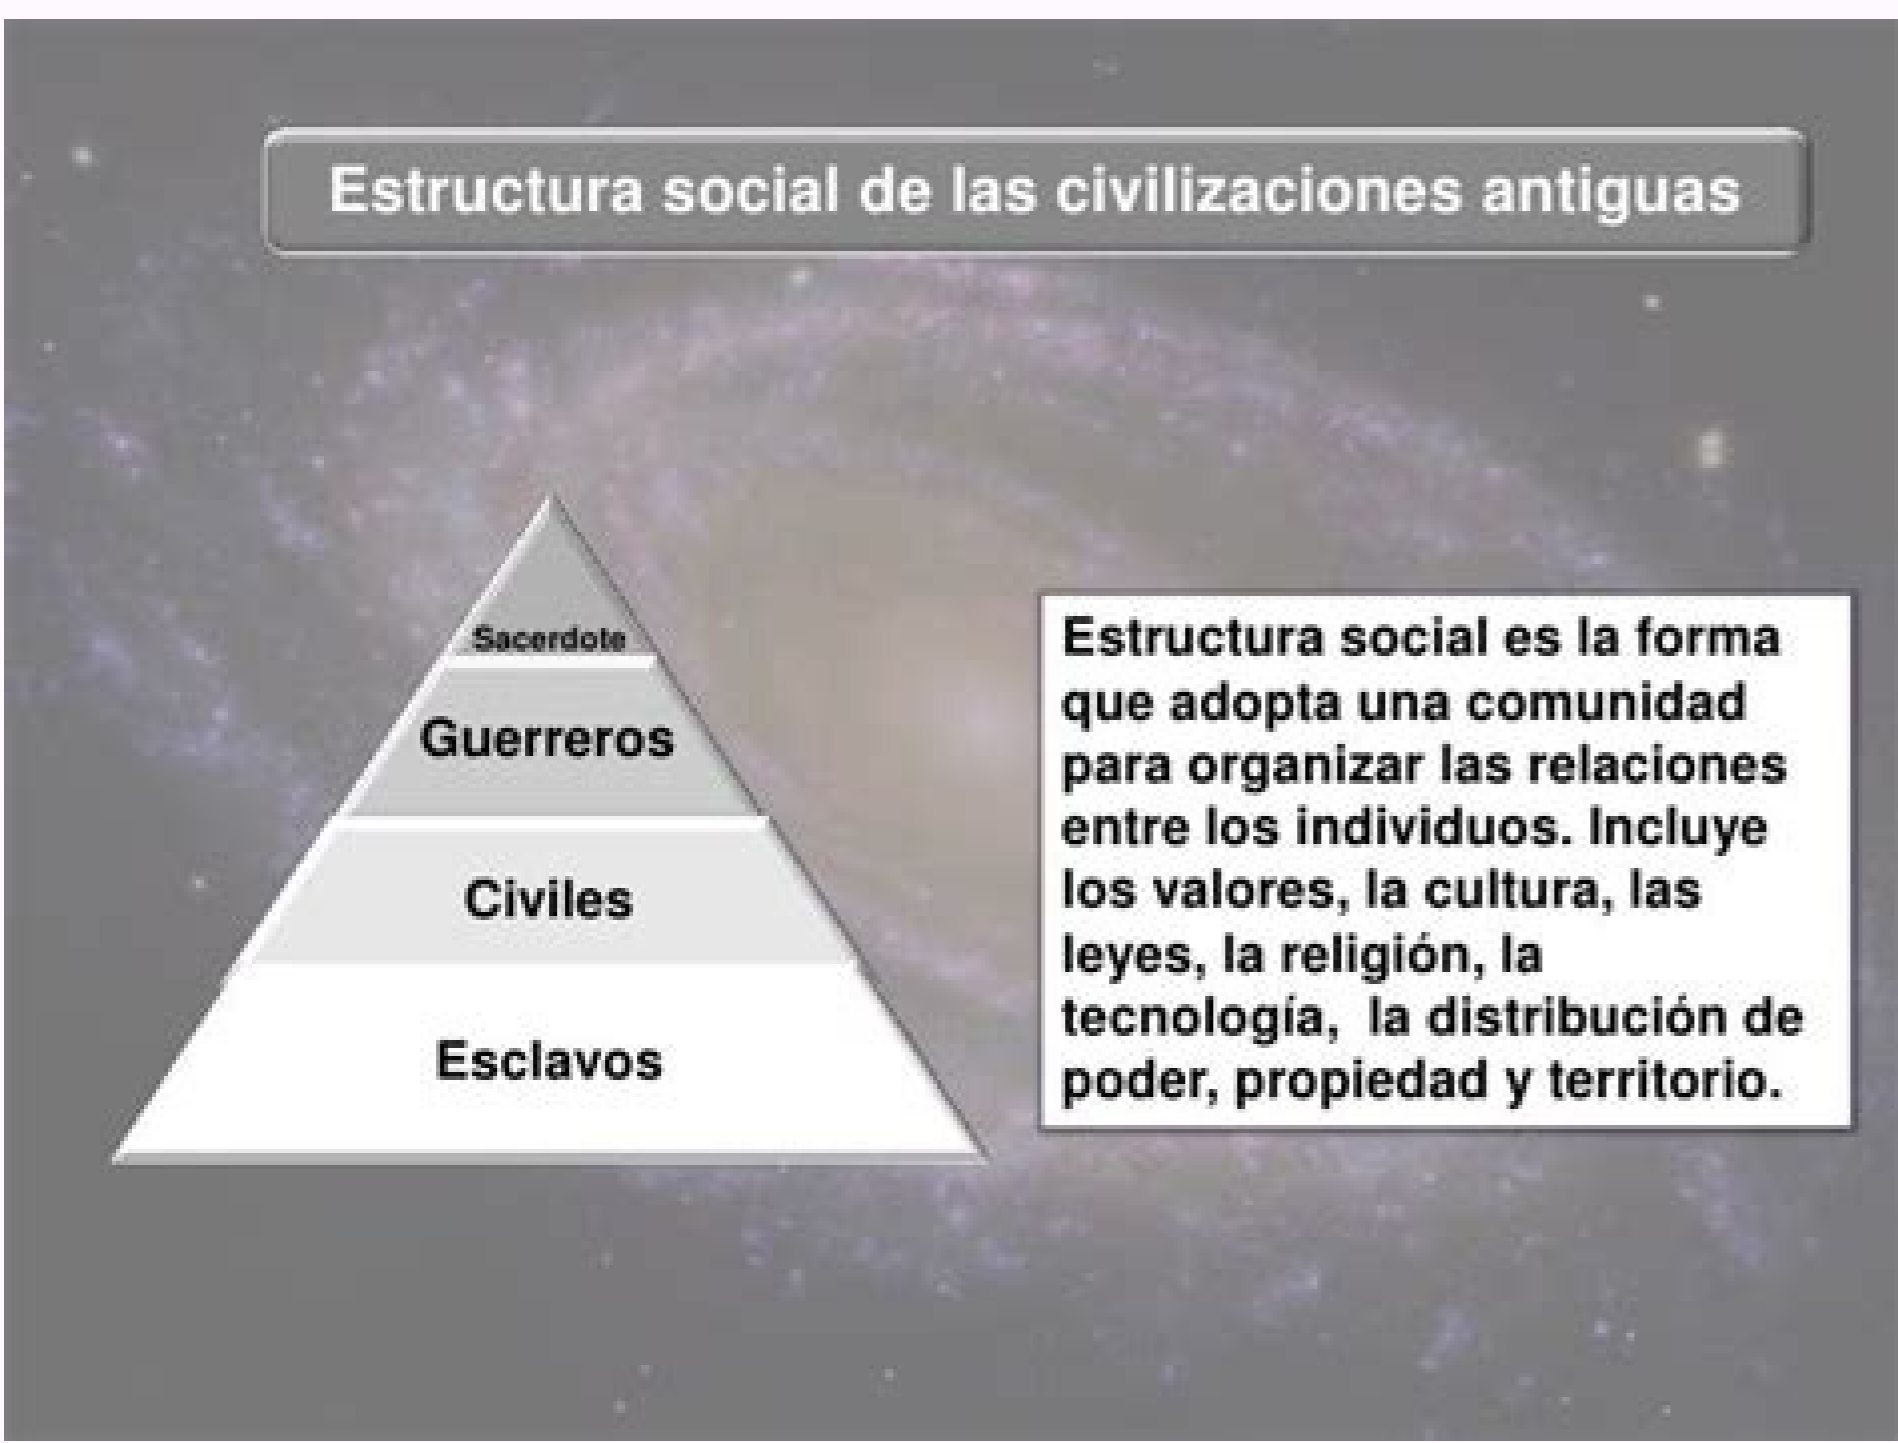 Estructura social de las civilizaciones antiguas
Sacerdote
Guerreros
Civiles
Esclavos
Estructura social es la forma
que adopta una comunidad
para organizar las relaciones
entre los individuos. Incluye
los valores, la cultura, las
leyes, la religión, la
tecnología, la distribución de
poder, propiedad y territorio.